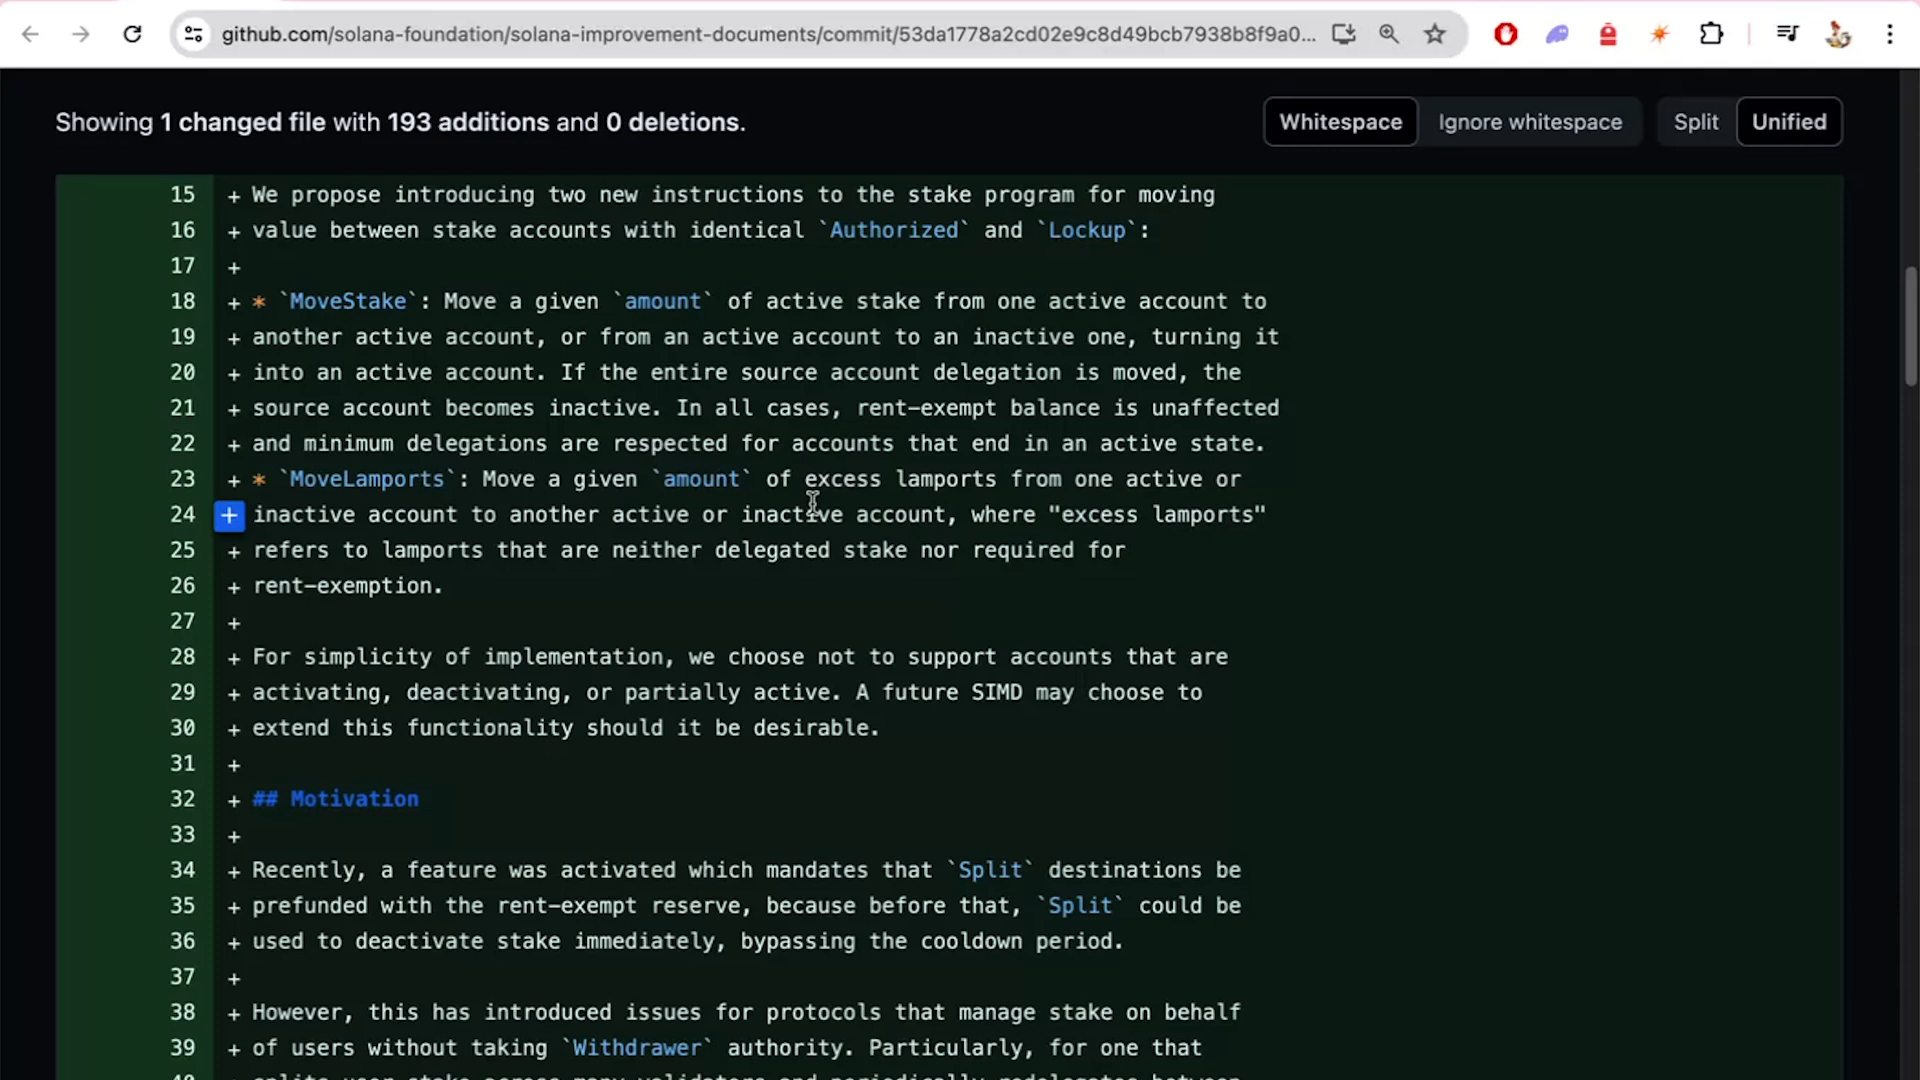 github.com/solana-foundation/solana-improvement-documents/commit/53da1778a2cd02e9c8d49bcb7938b8f9a0...
Showing 1 changed file with 193 additions and 0 deletions.
Whitespace Ignore whitespace Split Unified
15 + We propose introducing two new instructions to the stake program for moving
16 + value between stake accounts with identical `Authorized` and `Lockup`:
17 +
18 + * `MoveStake`: Move a given `amount` of active stake from one active account to
19 + another active account, or from an active account to an inactive one, turning it
20 + into an active account. If the entire source account delegation is moved, the
21 + source account becomes inactive. In all cases, rent-exempt balance is unaffected
22 + and minimum delegations are respected for accounts that end in an active state.
23 + * `MoveLamports`: Move a given `amount` of excess lamports from one active or
24 + inactive account to another active or inactive account, where "excess lamports"
25 + refers to lamports that are neither delegated stake nor required for
26 + rent-exemption.
27 +
28 + For simplicity of implementation, we choose not to support accounts that are
29 + activating, deactivating, or partially active. A future SIMD may choose to
30 + extend this functionality should it be desirable.
31 +
32 + ## Motivation
33 +
34 + Recently, a feature was activated which mandates that `Split` destinations be
35 + prefunded with the rent-exempt reserve, because before that, `Split` could be
36 + used to deactivate stake immediately, bypassing the cooldown period.
37 +
38 + However, this has introduced issues for protocols that manage stake on behalf
39 + of users without taking `Withdrawer` authority. Particularly, for one that